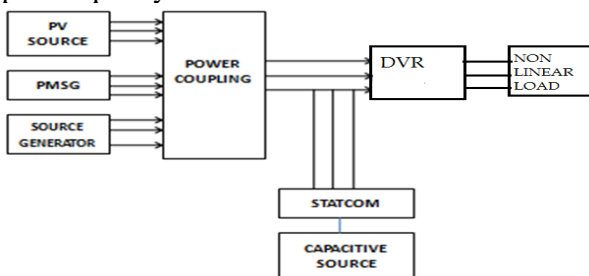 PV
SOURCE
PMSG
SOURCE
GENERATOR
POWER
COUPLING
DVR
NON
LINEAR
LOAD
STATCOM
CAPACITIVE
SOURCE